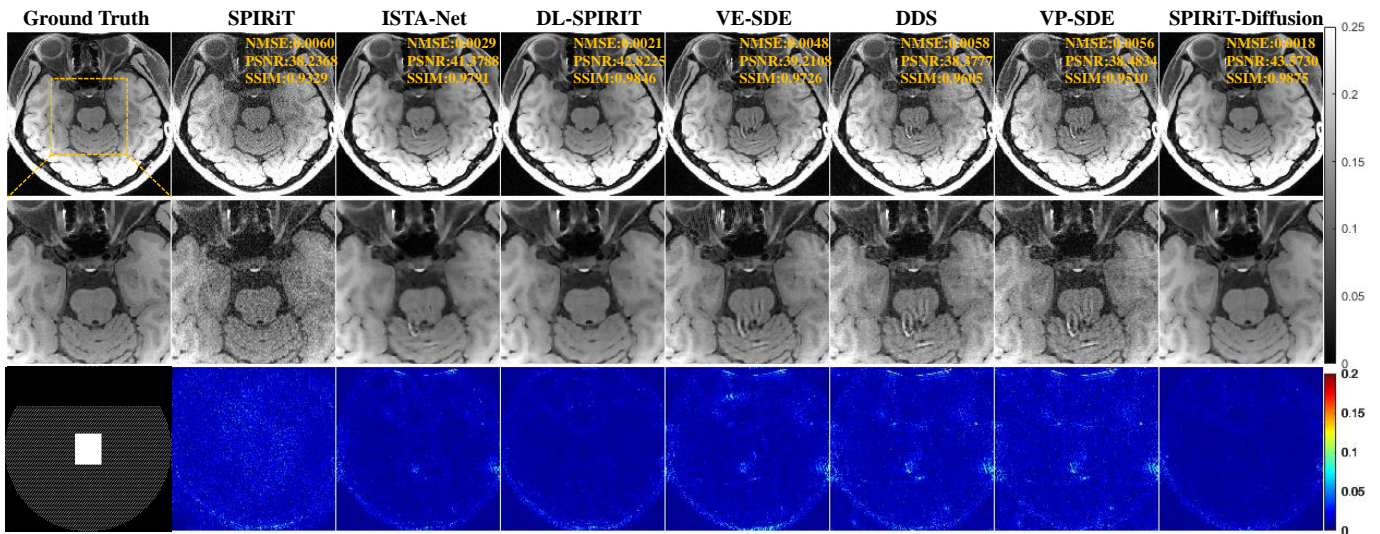 Ground Truth SPIRiT ISTA-Net DL-SPIRIT VE-SDE DDS VP-SDE SPIRiT-Diffusion
NMSE:0.0060 NMSE:0.0029 NMSE:0.0021 NMSE:0.0048 NMSE:0.0058 NMSE:0.0056 NMSE:0.0018
PSNR:38.2368 PSNR:41.3788 PSNR:42.8225 PSNR:39.2108 PSNR:38.3777 PSNR:38.4834 PSNR:43.5730
SSIM:0.9329 SSIM:0.9791 SSIM:0.9846 SSIM:0.9726 SSIM:0.9605 SSIM:0.9510 SSIM:0.9875
0.25
0.2
0.15
0.1
0.05
0
0.2
0.15
0.1
0.05
0